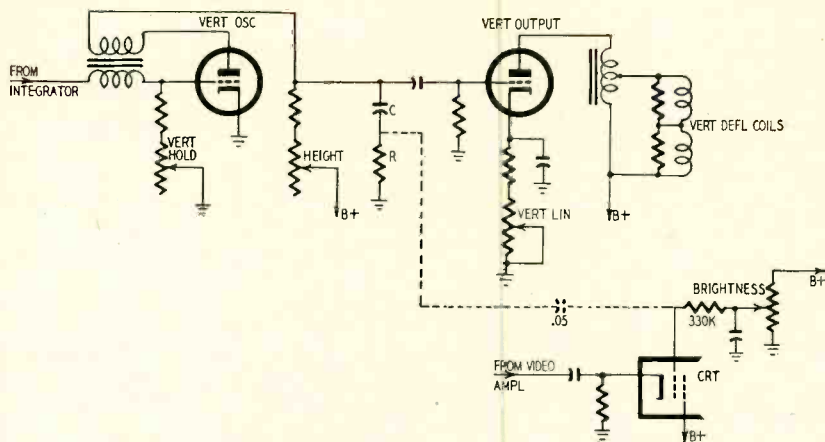 VERT OSC
VERT OUTPUT
FROM
INTEGRATOR
VERT
HOLD
HEIGHT
B+
C
R
VERT LIN
VERT DEFL COILS
B+
.05
BRIGHTNESS
B+
330K
FROM VIDEO
AMPL
CRT
B+